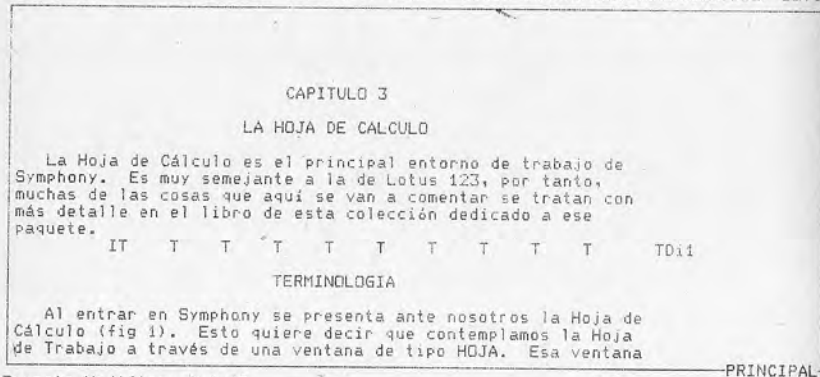 CAPITULO 3
LA HOJA DE CALCULO
La Hoja de Cálculo es el principal entorno de trabajo de
Symphony. Es muy semejante a la de Lotus 123, por tanto,
muchas de las cosas que aquí se van a comentar se tratan con
más detalle en el libro de esta colección dedicado a ese
paquete.
IT T T T T T T T T T TDi1
TERMINOLOGIA
Al entrar en Symphony se presenta ante nosotros la Hoja de
Cálculo (fig 1). Esto quiere decir que contemplamos la Hoja
de Trabajo a través de una ventana de tipo HOJA. Esa ventana
PRINCIPAL